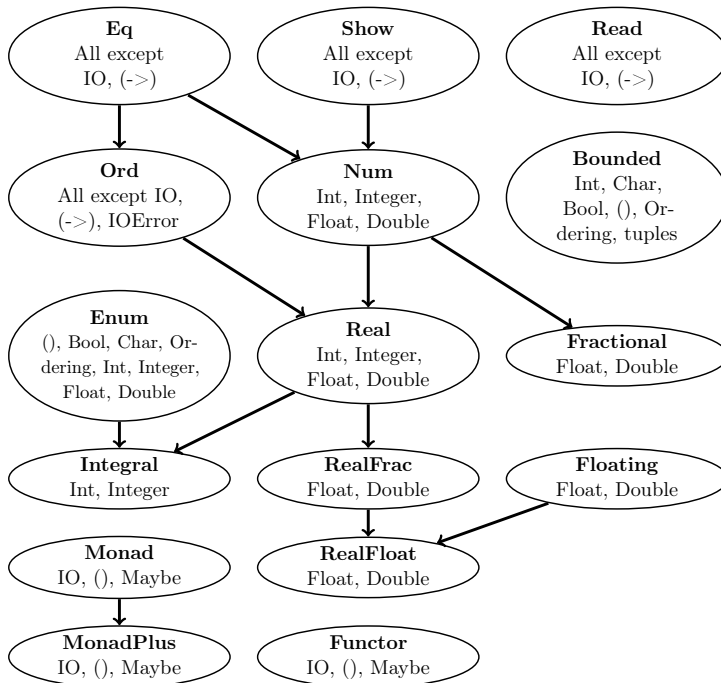 Eq
All except
IO, (->)
Show
All except
IO, (->)
Read
All except
IO, (->)
Ord
All except IO,
(->), IOError
Num
Int, Integer,
Float, Double
Bounded
Int, Char,
Bool, (), Or-
dering, tuples
Enum
(), Bool, Char, Or-
dering, Int, Integer,
Float, Double
Real
Int, Integer,
Float, Double
Fractional
Float, Double
Integral
Int, Integer
RealFrac
Float, Double
Floating
Float, Double
Monad
IO, (), Maybe
RealFloat
Float, Double
MonadPlus
IO, (), Maybe
Functor
IO, (), Maybe